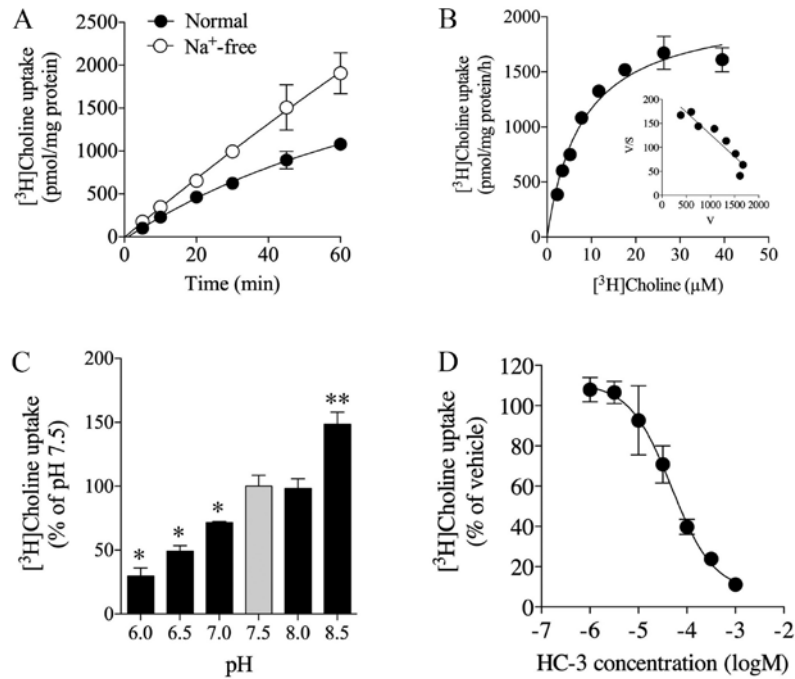 A
Normal
Na⁺-free
[³H]Choline uptake
(pmol/mg protein)
2500
2000
1500
1000
500
0
0
20
40
60
Time (min)
B
[³H]Choline uptake
(pmol/mg protein/h)
2000
1500
1000
500
0
0
10
20
30
40
50
[³H]Choline (μM)
V/S
200
150
100
50
0
0
500
1000
1500
2000
V
C
[³H]Choline uptake
(% of pH 7.5)
200
150
100
50
0
*
*
*
**
6.0
6.5
7.0
7.5
8.0
8.5
pH
D
[³H]Choline uptake
(% of vehicle)
120
100
80
60
40
20
0
-7
-6
-5
-4
-3
-2
HC-3 concentration (logM)